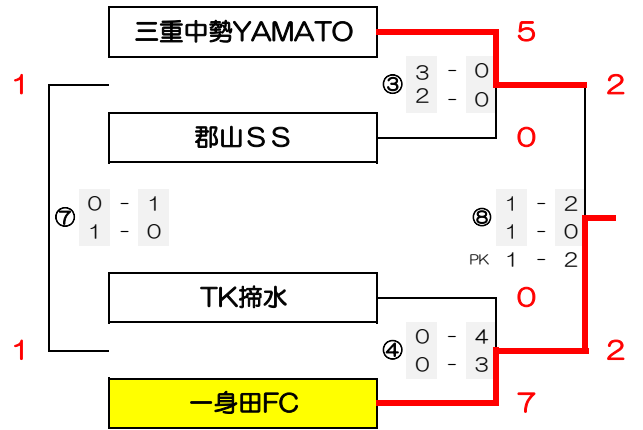 三重中勢YAMATO 5
1 ③ 3 - 0 2
2 - 0
郡山ＳＳ 0
⑦ 0 - 1 ⑧ 1 - 2
1 - 0 1 - 0
PK 1 - 2
TK揥水 0
1 ④ 0 - 4 2
0 - 3
一身田FC 7